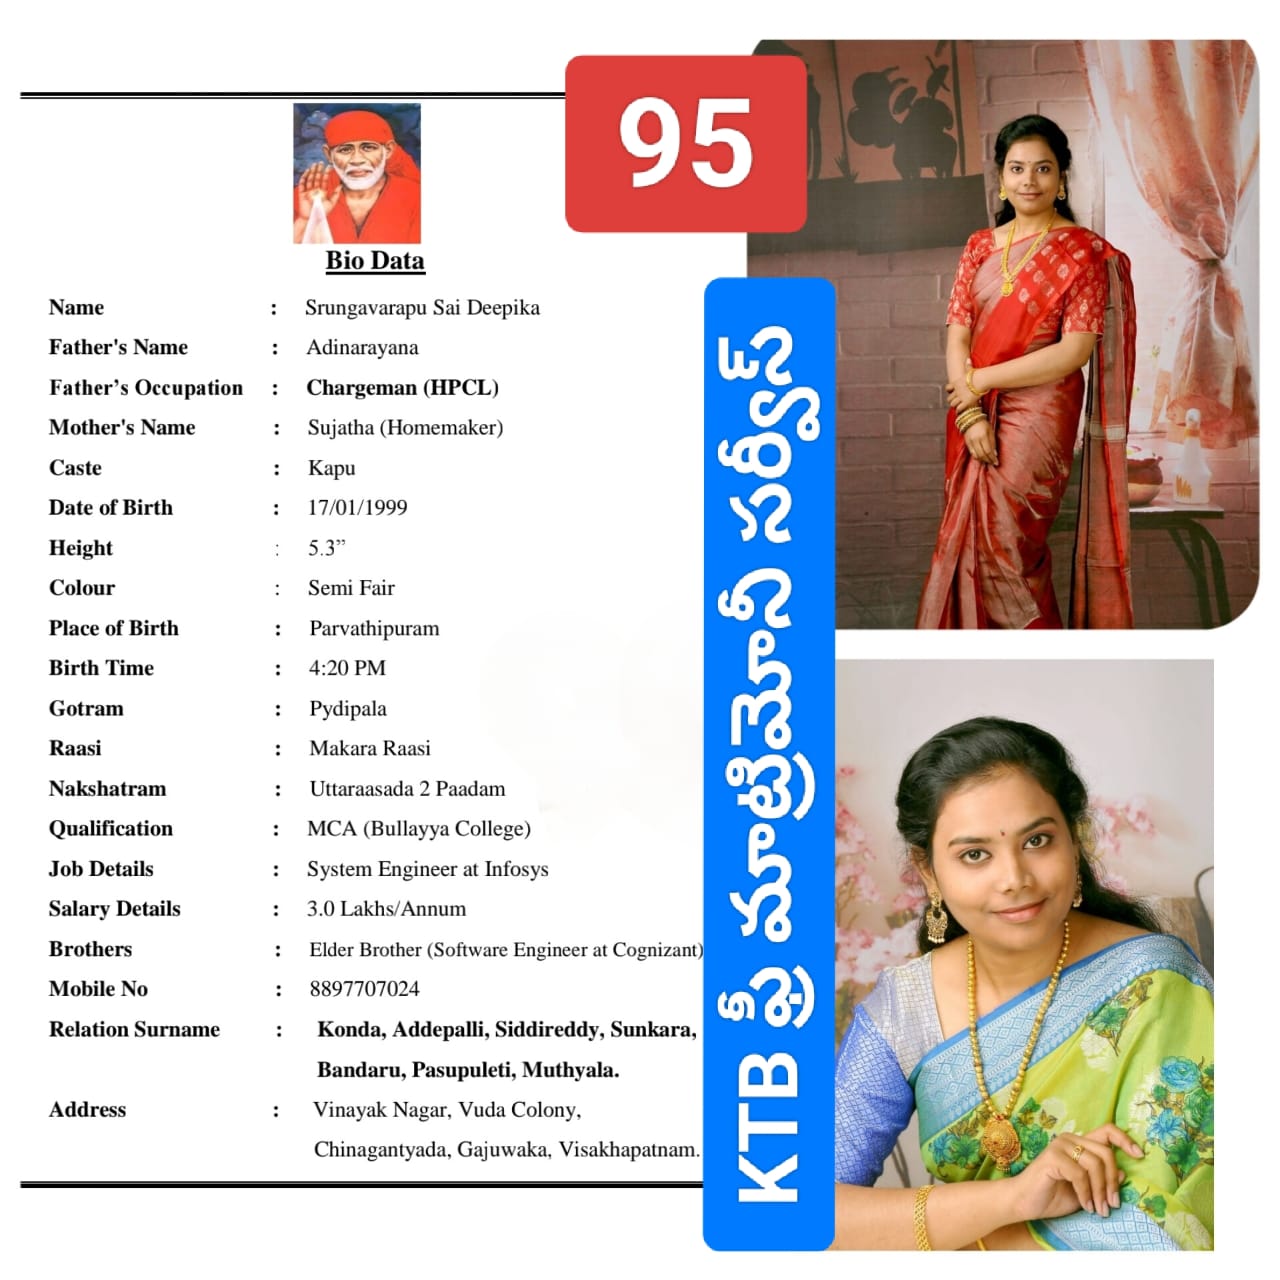 95
Bio Data
Name : Srungavarapu Sai Deepika
Father's Name : Adinarayana
Father’s Occupation : Chargeman (HPCL)
Mother's Name : Sujatha (Homemaker)
Caste : Kapu
Date of Birth : 17/01/1999
Height : 5.3”
Colour : Semi Fair
Place of Birth : Parvathipuram
Birth Time : 4:20 PM
Gotram : Pydipala
Raasi : Makara Raasi
Nakshatram : Uttaraasada 2 Paadam
Qualification : MCA (Bullayya College)
Job Details : System Engineer at Infosys
Salary Details : 3.0 Lakhs/Annum
Brothers : Elder Brother (Software Engineer at Cognizant)
Mobile No : 8897707024
Relation Surname : Konda, Addepalli, Siddireddy, Sunkara,
Bandaru, Pasupuleti, Muthyala.
Address : Vinayak Nagar, Vuda Colony,
Chinagantyada, Gajuwaka, Visakhapatnam.
KTB ఫ్రీ మాట్రిమోనీ సర్వీస్